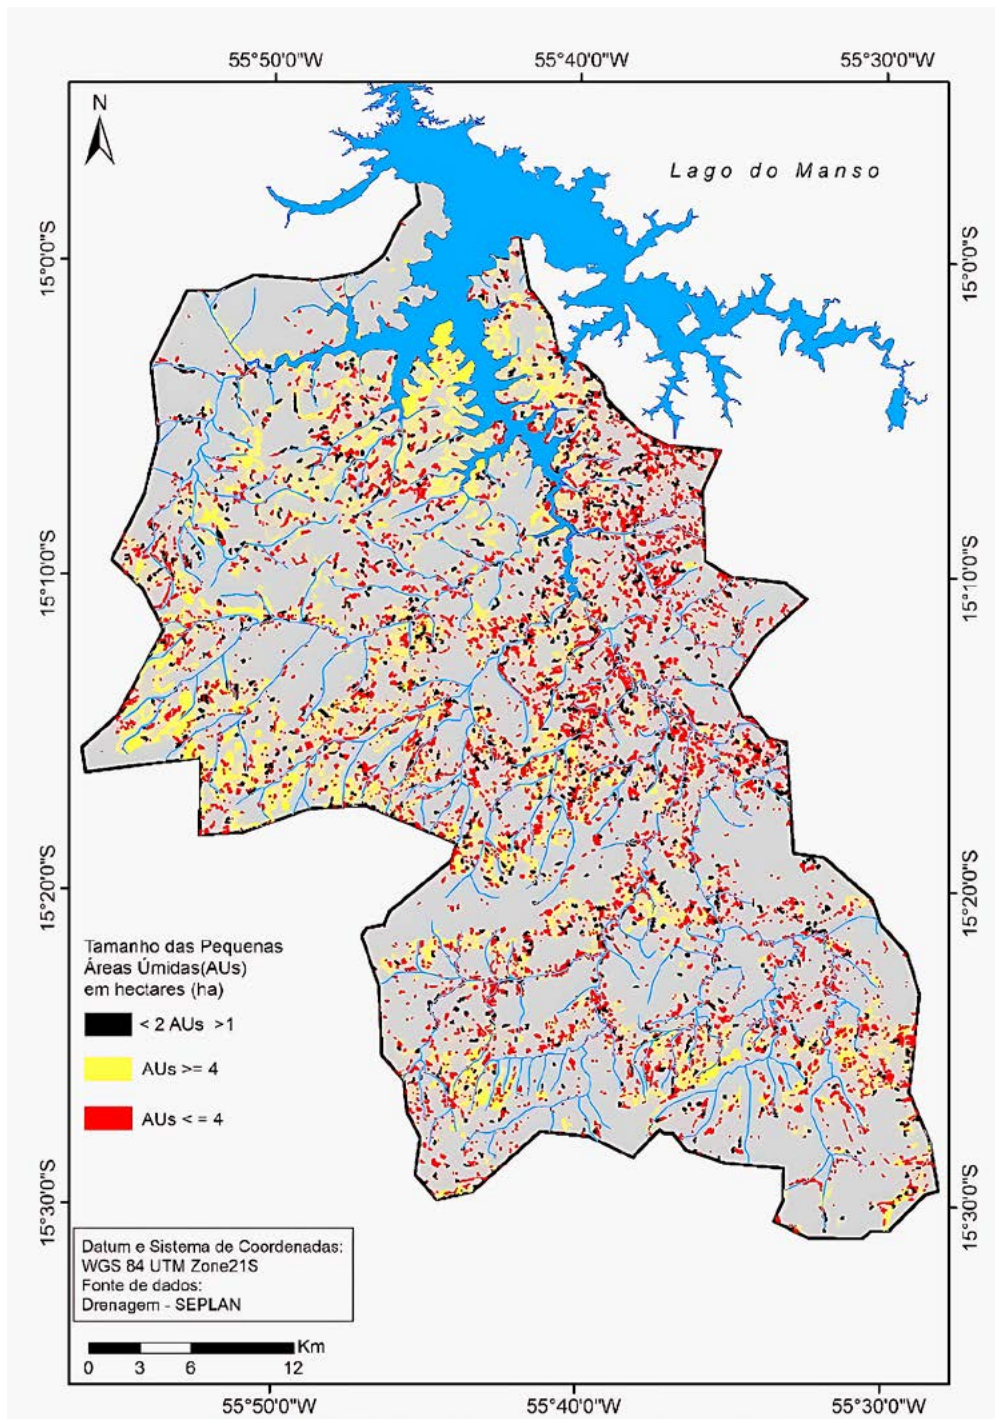 55°50'0"W 55°40'0"W 55°30'0"W
N
Lago do Manso
15°0'0"S 15°0'0"S
15°10'0"S 15°10'0"S
15°20'0"S 15°20'0"S
Tamanho das Pequenas
Áreas Úmidas(AUs)
em hectares (ha)
< 2 AUs >1
AUs >= 4
AUs < = 4
15°30'0"S 15°30'0"S
Datum e Sistema de Coordenadas:
WGS 84 UTM Zone21S
Fonte de dados:
Drenagem - SEPLAN
Km
0 3 6 12
55°50'0"W 55°40'0"W 55°30'0"W